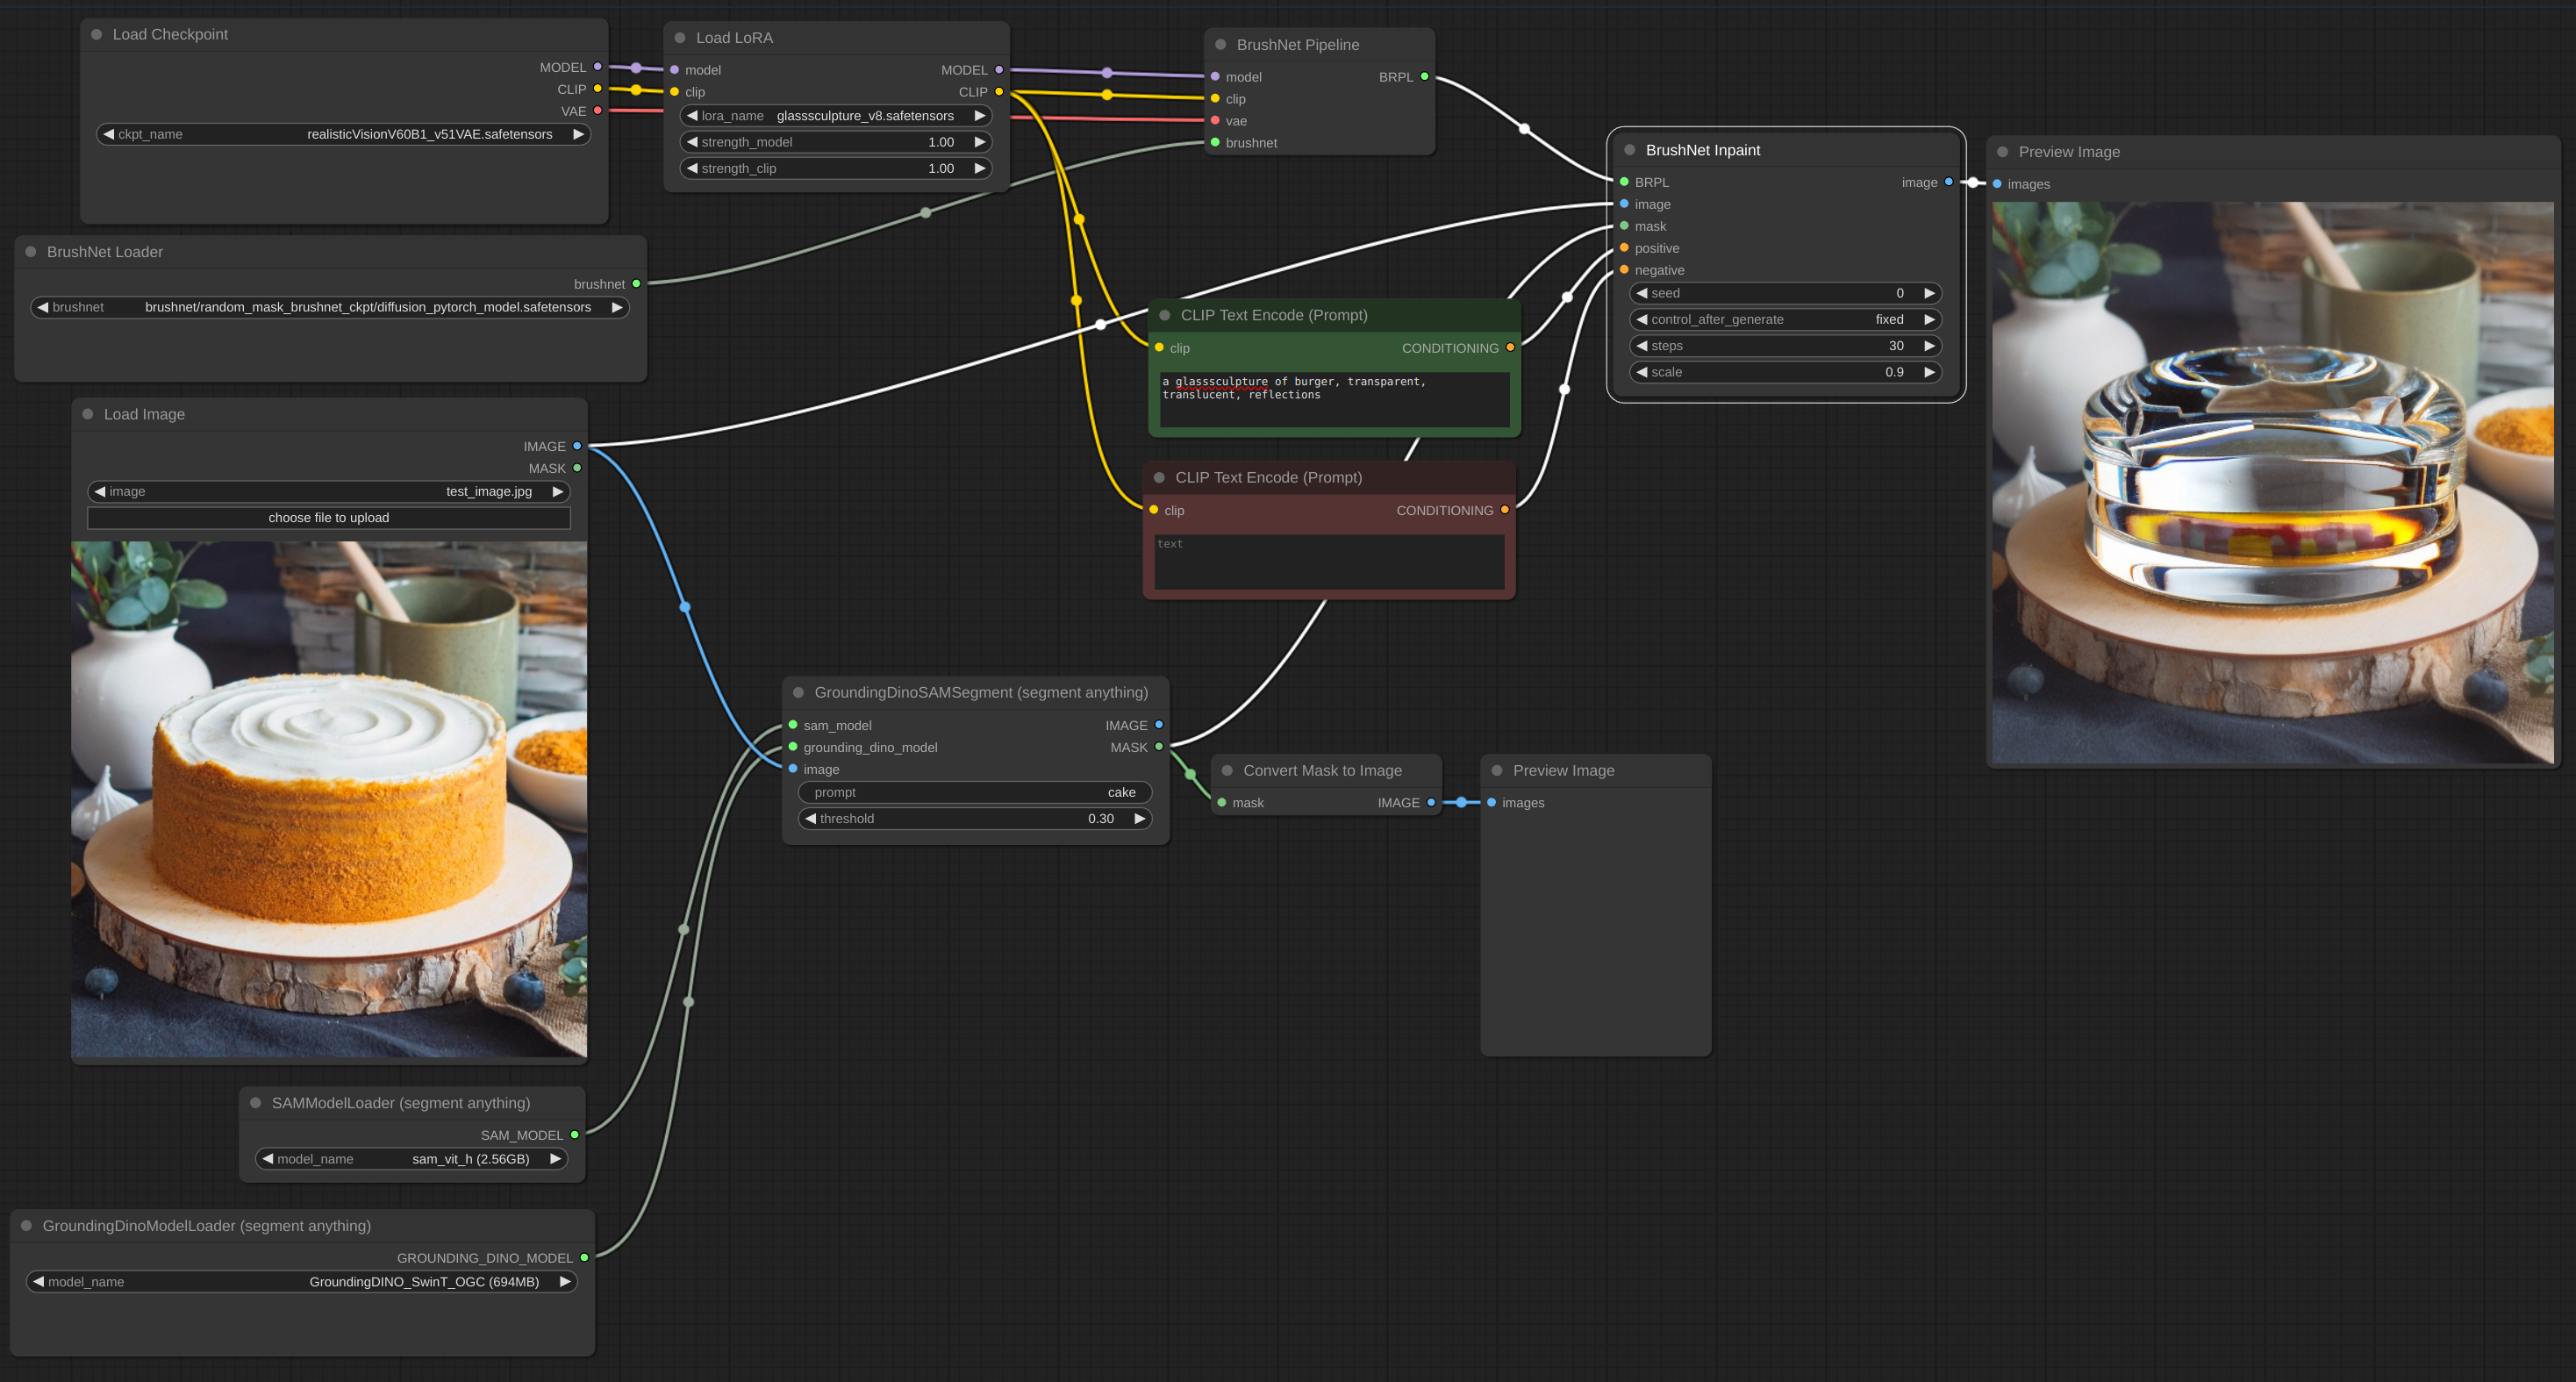 Load Checkpoint
MODEL
CLIP
VAE
ckpt_name realisticVisionV60B1_v51VAE.safetensors
Load LoRA
model MODEL
clip CLIP
lora_name glasssculpture_v8.safetensors
strength_model 1.00
strength_clip 1.00
BrushNet Pipeline
model BRPL
clip
vae
brushnet
BrushNet Inpaint
BRPL image
image
mask
positive
negative
seed 0
control_after_generate fixed
steps 30
scale 0.9
Preview Image
images
BrushNet Loader
brushnet
brushnet brushnet/random_mask_brushnet_ckpt/diffusion_pytorch_model.safetensors
CLIP Text Encode (Prompt)
clip CONDITIONING
a glasssculpture of burger, transparent,
translucent, reflections
CLIP Text Encode (Prompt)
clip CONDITIONING
text
Load Image
IMAGE
MASK
image test_image.jpg
choose file to upload
GroundingDinoSAMSegment (segment anything)
sam_model IMAGE
grounding_dino_model MASK
image
prompt cake
threshold 0.30
Convert Mask to Image
mask IMAGE
Preview Image
images
SAMModelLoader (segment anything)
SAM_MODEL
model_name sam_vit_h (2.56GB)
GroundingDinoModelLoader (segment anything)
GROUNDING_DINO_MODEL
model_name GroundingDINO_SwinT_OGC (694MB)